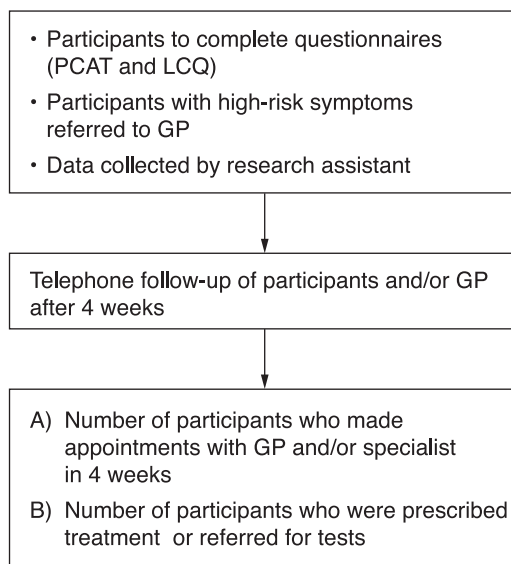 • Participants to complete questionnaires
(PCAT and LCQ)
• Participants with high-risk symptoms
referred to GP
• Data collected by research assistant
Telephone follow-up of participants and/or GP
after 4 weeks
A) Number of participants who made
appointments with GP and/or specialist
in 4 weeks
B) Number of participants who were prescribed
treatment or referred for tests